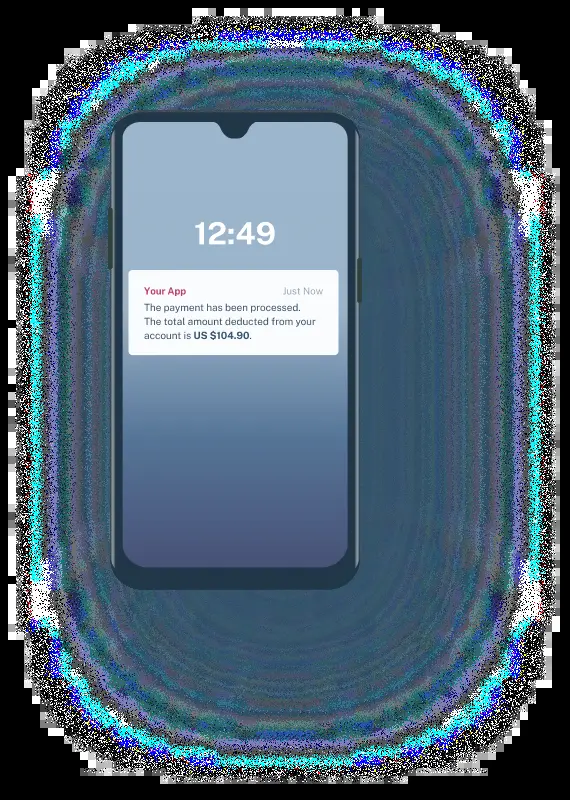 12:49
Your App Just Now
The payment has been processed.
The total amount deducted from your
account is US $104.90.